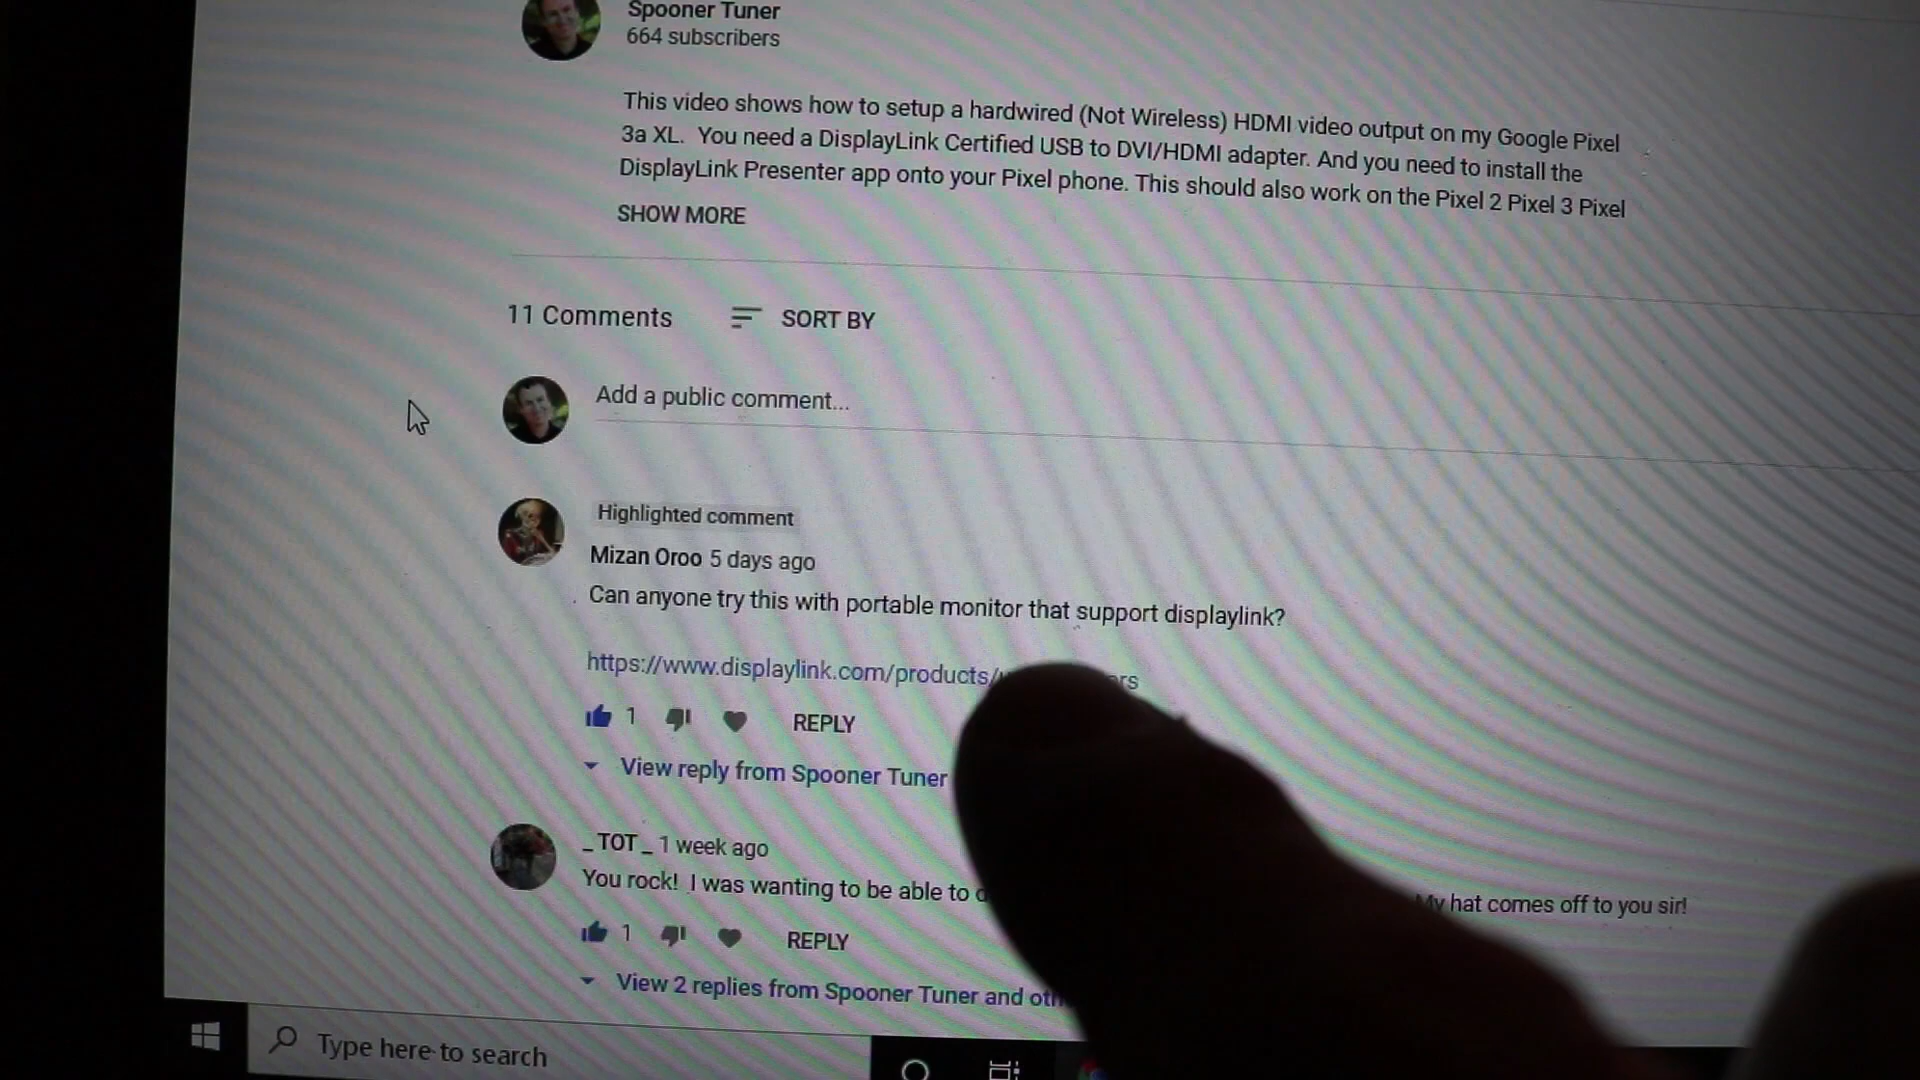 Spooner Tuner
664 subscribers
This video shows how to setup a hardwired (Not Wireless) HDMI video output on my Google Pixel
3a XL. You need a DisplayLink Certified USB to DVI/HDMI adapter. And you need to install the
DisplayLink Presenter app onto your Pixel phone. This should also work on the Pixel 2 Pixel 3 Pixel
SHOW MORE
11 Comments SORT BY
Add a public comment...
Highlighted comment
Mizan Oroo 5 days ago
Can anyone try this with portable monitor that support displaylink?
https://www.displaylink.com/products/
1 REPLY
View reply from Spooner Tuner
_ TOT _ 1 week ago
You rock! I was wanting to be able to My hat comes off to you sir!
1 REPLY
View 2 replies from Spooner Tuner and
Type here to search